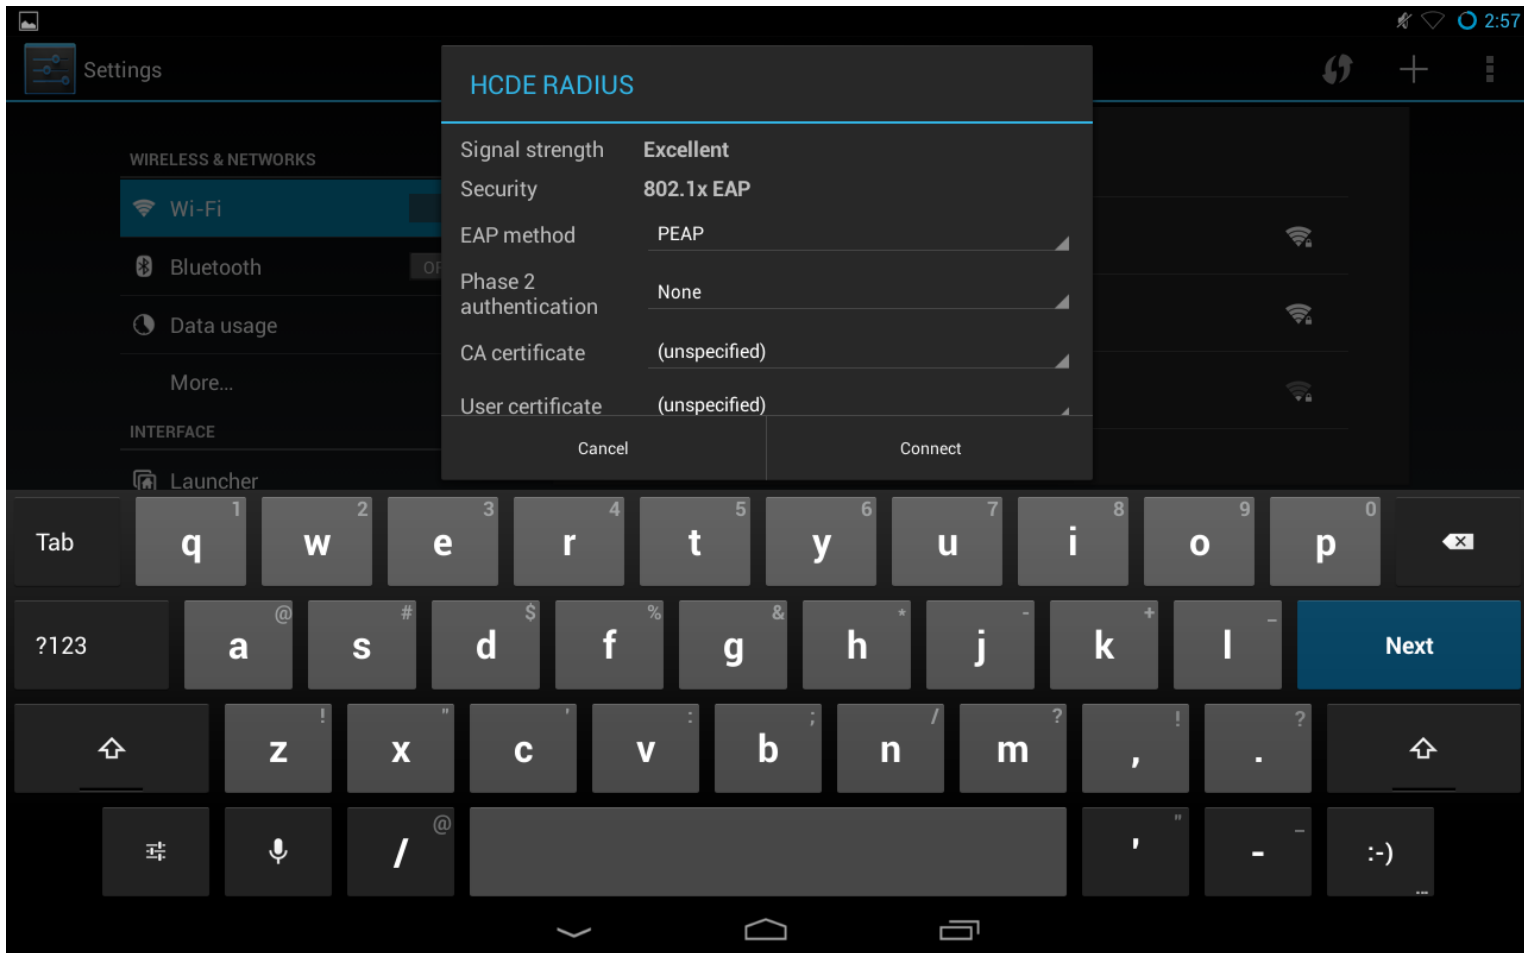 2:57
Settings
HCDE RADIUS
WIRELESS & NETWORKS
Wi-Fi
Bluetooth
Data usage
More...
INTERFACE
Launcher
Signal strength Excellent
Security 802.1x EAP
EAP method PEAP
Phase 2
authentication None
CA certificate (unspecified)
User certificate (unspecified)
Cancel Connect
Tab q 1 w 2 e 3 r 4 t 5 y 6 u 7 i 8 o 9 p 0
?123 a @ s # d $ f % g & h * j - k + l _ Next
z ! x " c ' v : b ; n / m ? , ! . ?
/ @ ' " - _ :-) ...